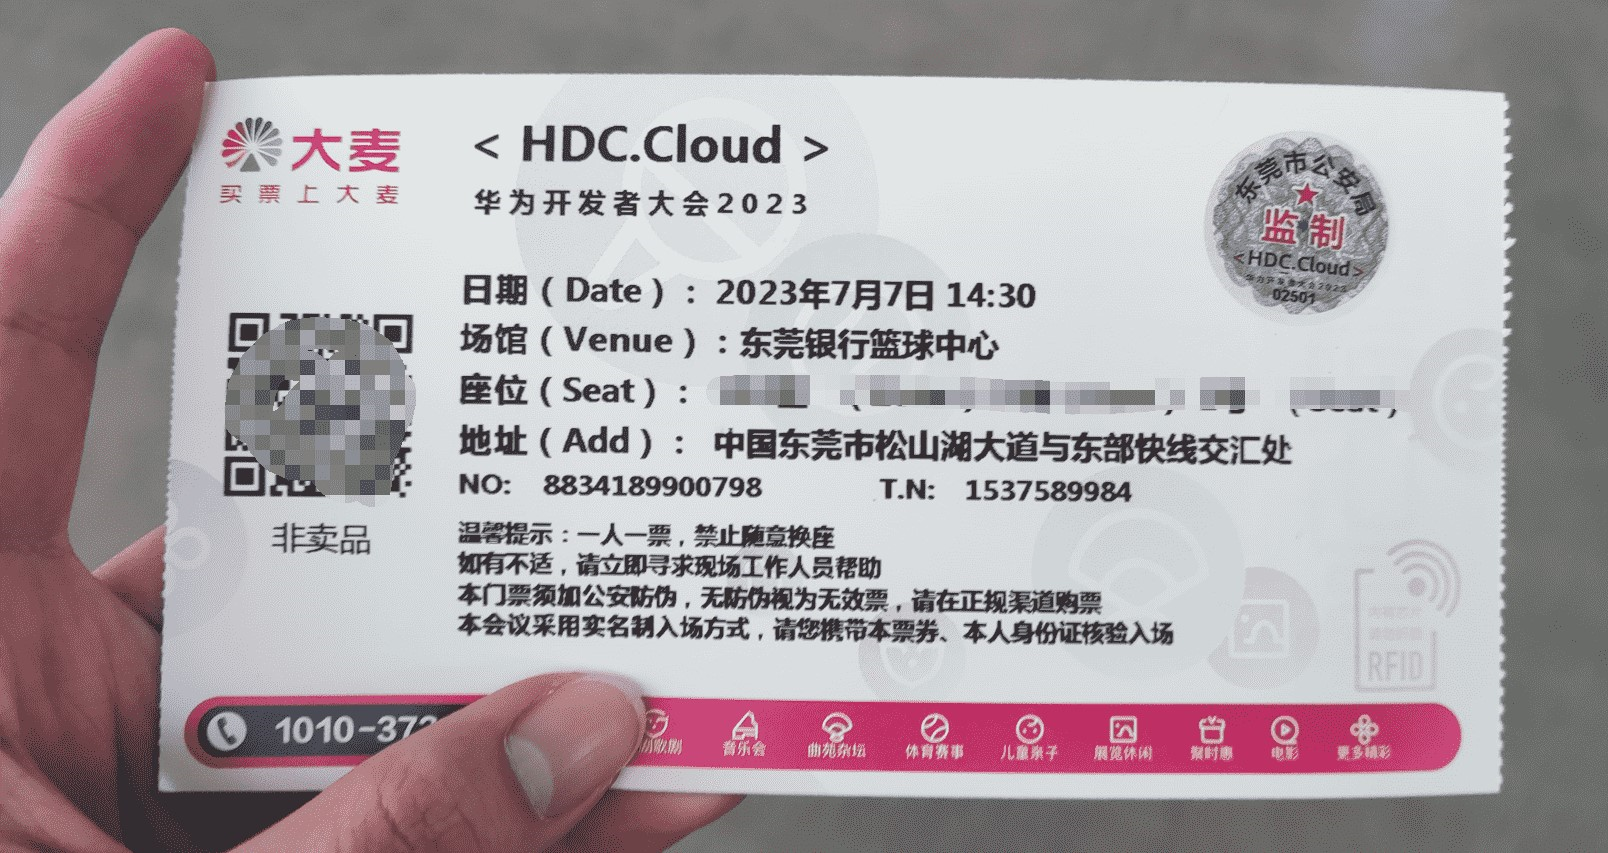 大麦
买票上大麦
< HDC.Cloud >
华为开发者大会2023
东莞市公安局
监制
<HDC.Cloud>
华为开发者大会2023
02501
日期（Date）：2023年7月7日 14:30
场馆（Venue）：东莞银行篮球中心
座位（Seat）：
地址（Add）： 中国东莞市松山湖大道与东部快线交汇处
NO: 8834189900798 T.N: 1537589984
非卖品
温馨提示：一人一票，禁止随意换座
如有不适，请立即寻求现场工作人员帮助
本门票须加公安防伪，无防伪视为无效票，请在正规渠道购票
本会议采用实名制入场方式，请您携带本票券、本人身份证核验入场
RFID
1010-372
歌剧 音乐会 曲苑杂坛 体育赛事 儿童亲子 展览休闲 聚时惠 电影 更多精彩